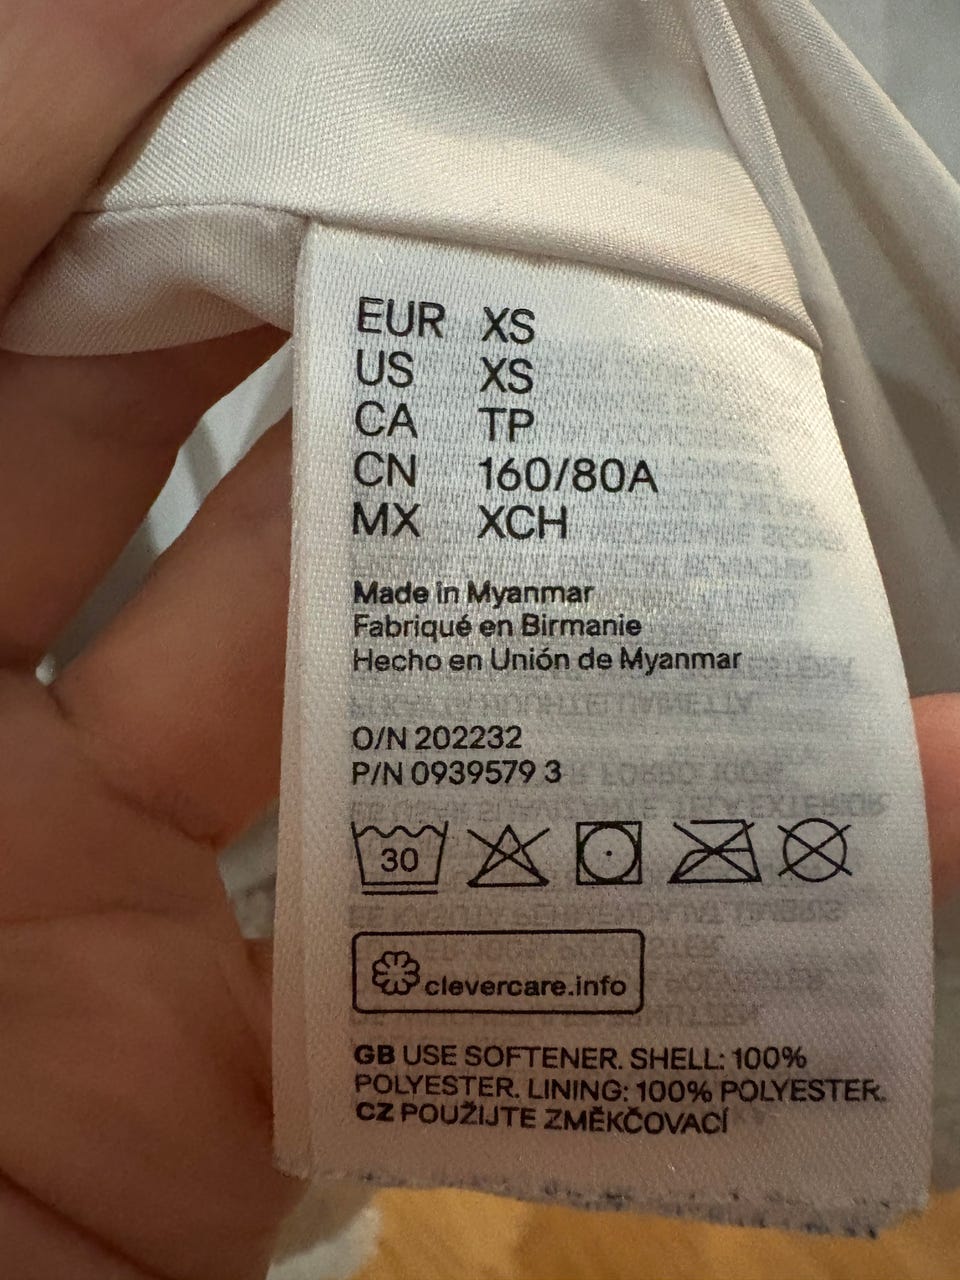 EUR XS
US XS
CA TP
CN 160/80A
MX XCH
Made in Myanmar
Fabriqué en Birmanie
Hecho en Unión de Myanmar
O/N 202232
P/N 0939579 3
30
clevercare.info
GB USE SOFTENER. SHELL: 100%
POLYESTER. LINING: 100% POLYESTER.
CZ POUŽIJTE ZMĚKČOVACÍ